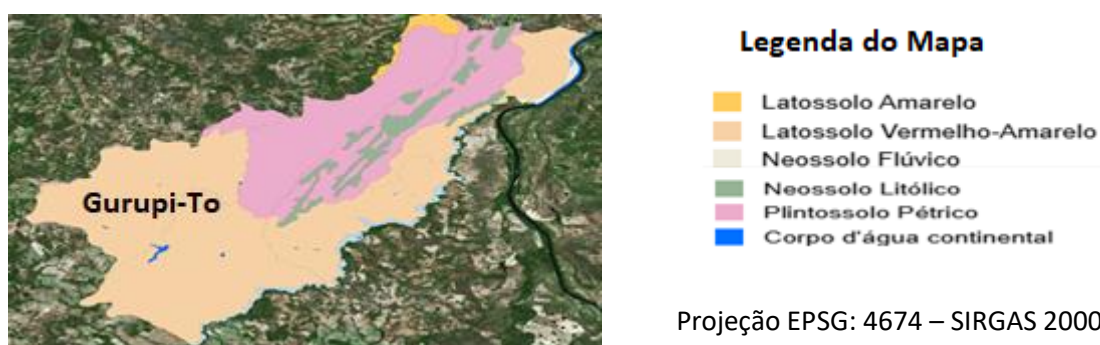 Gurupi-To
Legenda do Mapa
Latossolo Amarelo
Latossolo Vermelho-Amarelo
Neossolo Flúvico
Neossolo Litólico
Plintossolo Pétrico
Corpo d'água continental
Projeção EPSG: 4674 – SIRGAS 2000